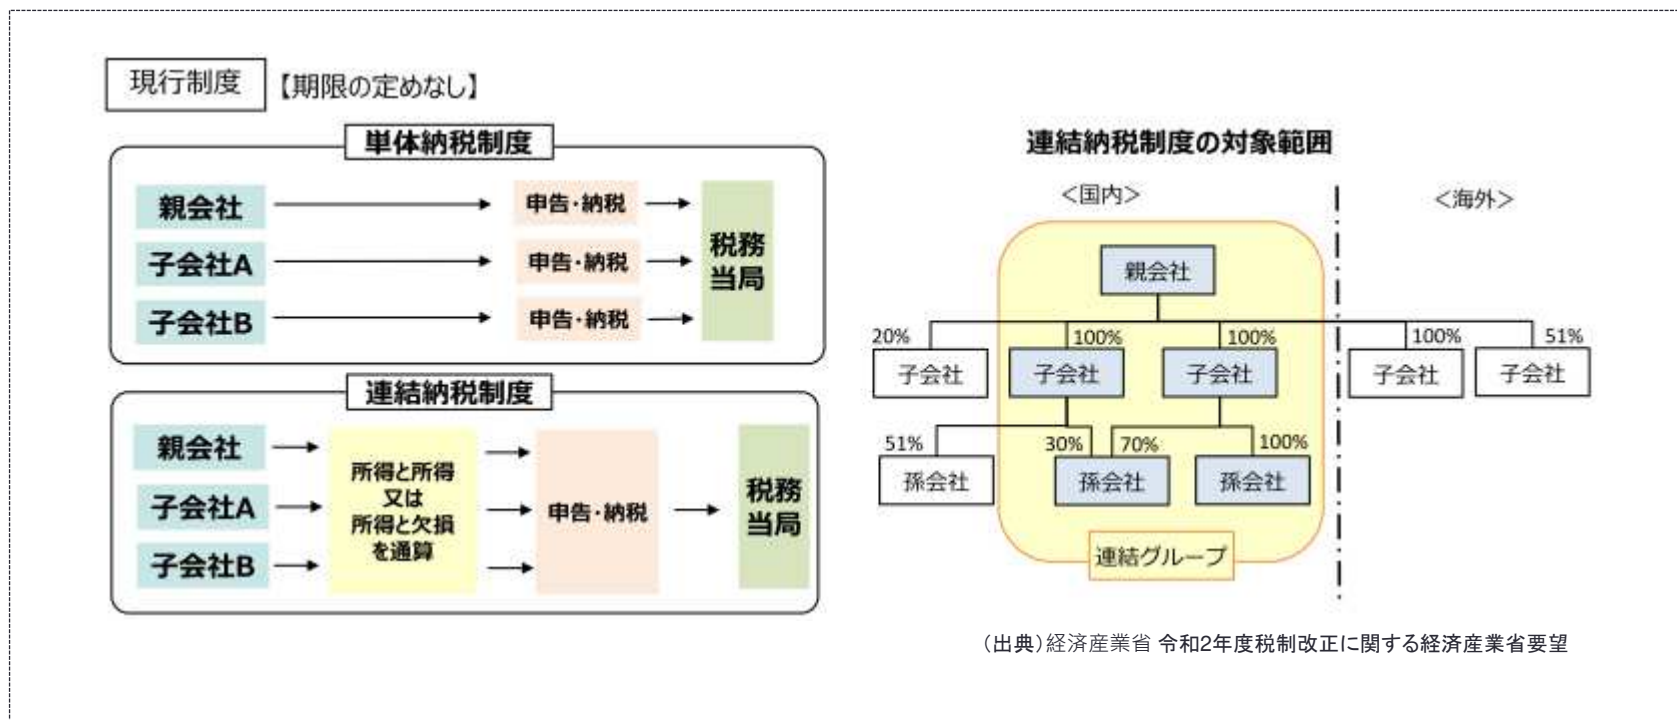 現行制度
【期限の定めなし】
単体納税制度
親会社
申告・納税
子会社A
申告・納税
子会社B
申告・納税
税務
当局
連結納税制度
親会社
子会社A
子会社B
所得と所得
又は
所得と欠損
を通算
申告・納税
税務
当局
連結納税制度の対象範囲
<国内>
<海外>
親会社
20%
100%
100%
100%
51%
子会社
子会社
子会社
子会社
子会社
51%
30%
70%
100%
孫会社
孫会社
孫会社
連結グループ
(出典)経済産業省 令和2年度税制改正に関する経済産業省要望